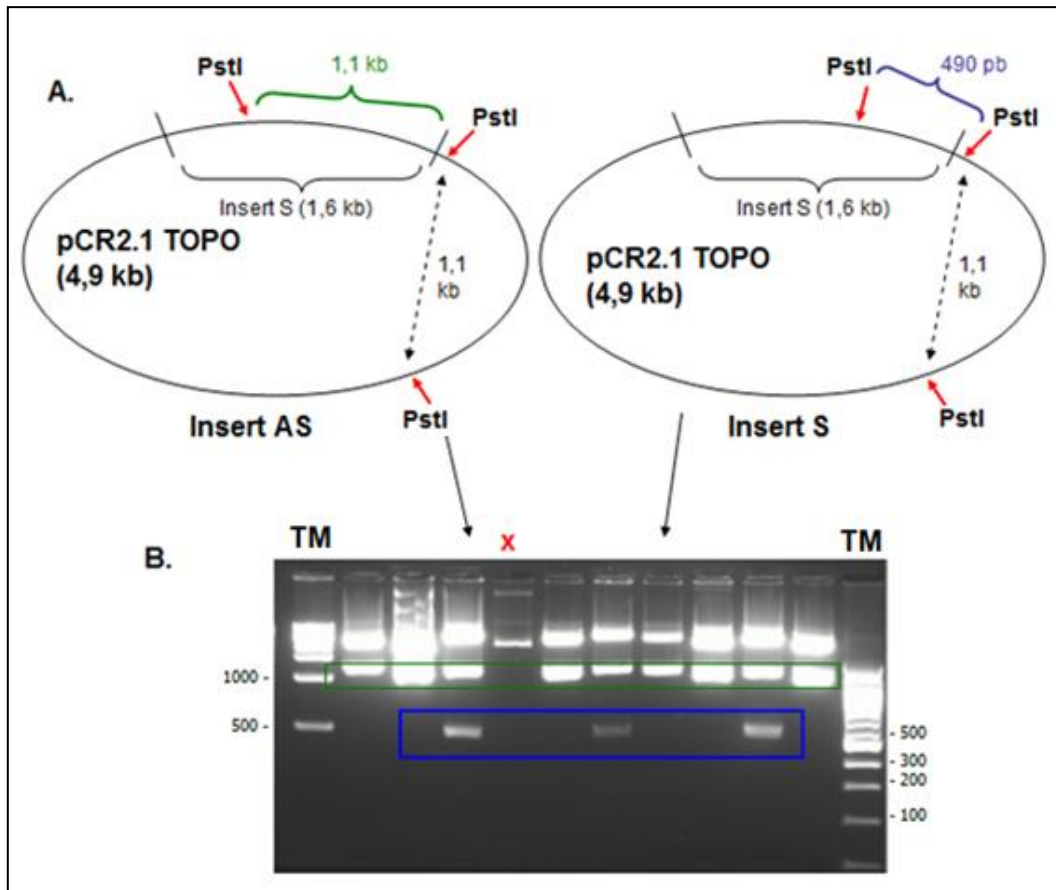 A.
PstI
1,1 kb
PstI
Insert S (1,6 kb)
pCR2.1 TOPO
(4,9 kb)
1,1
kb
PstI
Insert AS
PstI
490 pb
PstI
Insert S (1,6 kb)
pCR2.1 TOPO
(4,9 kb)
1,1
kb
PstI
Insert S
B.
TM
x
TM
1000 -
500 -
- 500
- 300
- 200
- 100